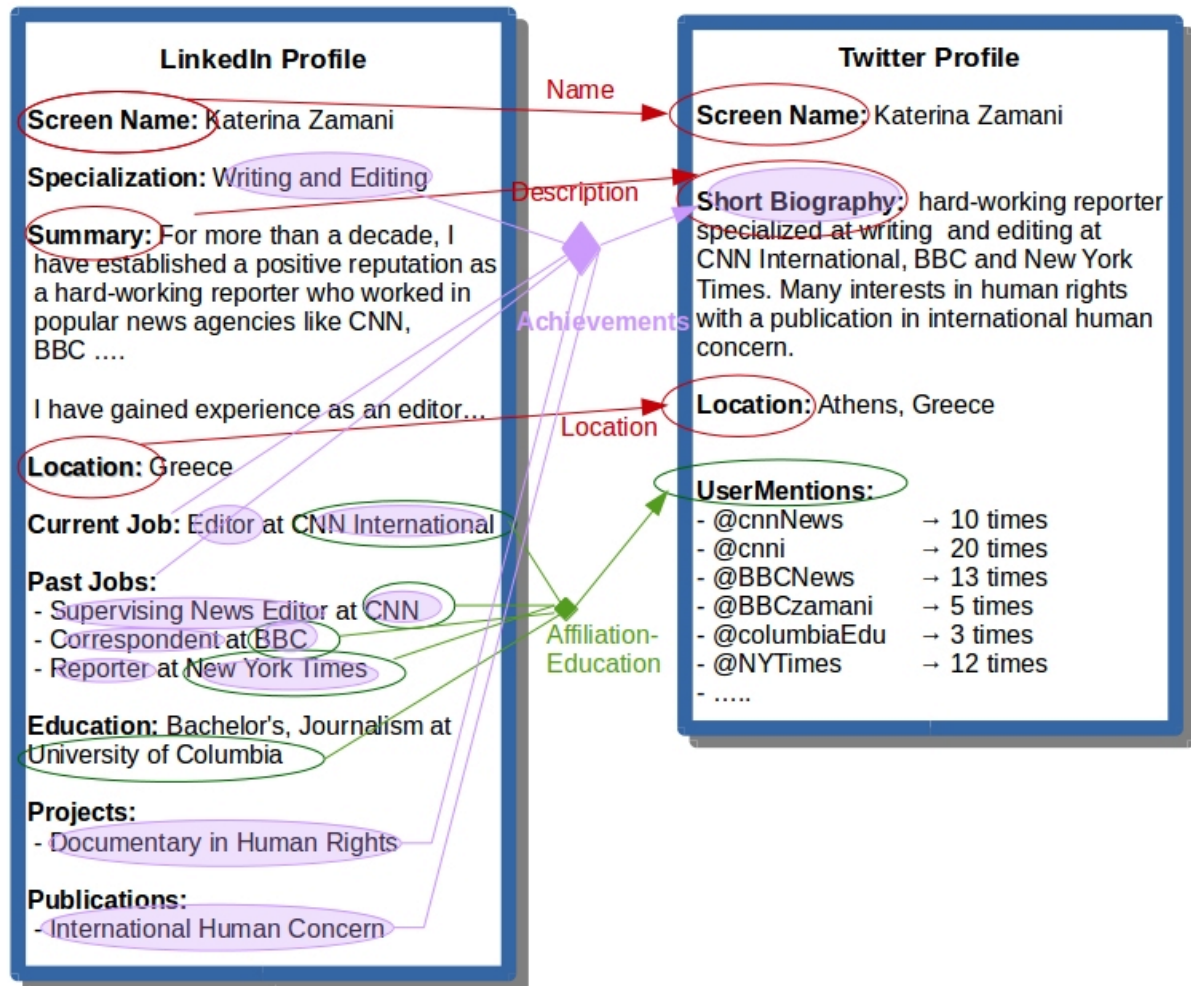 LinkedIn Profile
Screen Name: Katerina Zamani
Specialization: Writing and Editing
Summary: For more than a decade, I
have established a positive reputation as
a hard-working reporter who worked in
popular news agencies like CNN,
BBC ....
I have gained experience as an editor...
Location: Greece
Current Job: Editor at CNN International
Past Jobs:
- Supervising News Editor at CNN
- Correspondent at BBC
- Reporter at New York Times
Education: Bachelor's, Journalism at
University of Columbia
Projects:
- Documentary in Human Rights
Publications:
- International Human Concern
Name
Description
Achievements
Location
Affiliation-
Education
Twitter Profile
Screen Name: Katerina Zamani
Short Biography: hard-working reporter
specialized at writing and editing at
CNN International, BBC and New York
Times. Many interests in human rights
with a publication in international human
concern.
Location: Athens, Greece
UserMentions:
- @cnnNews → 10 times
- @cnni → 20 times
- @BBCNews → 13 times
- @BBCzamani → 5 times
- @columbiaEdu → 3 times
- @NYTimes → 12 times
- .....